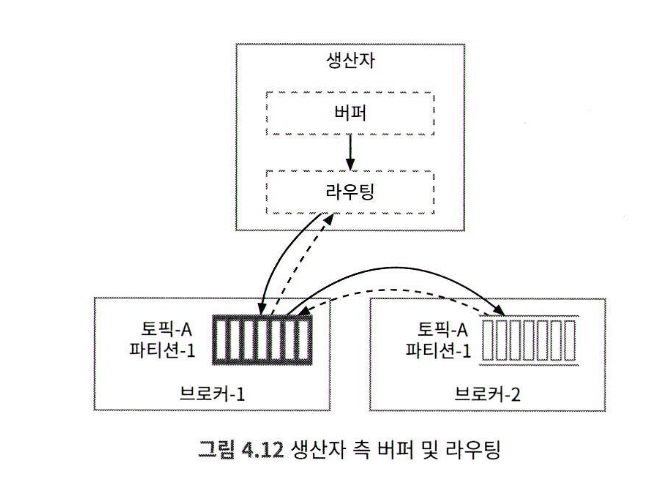 생산자
버퍼
라우팅
토픽-A
파티션-1
브로커-1
토픽-A
파티션-1
브로커-2
그림 4.12 생산자 측 버퍼 및 라우팅